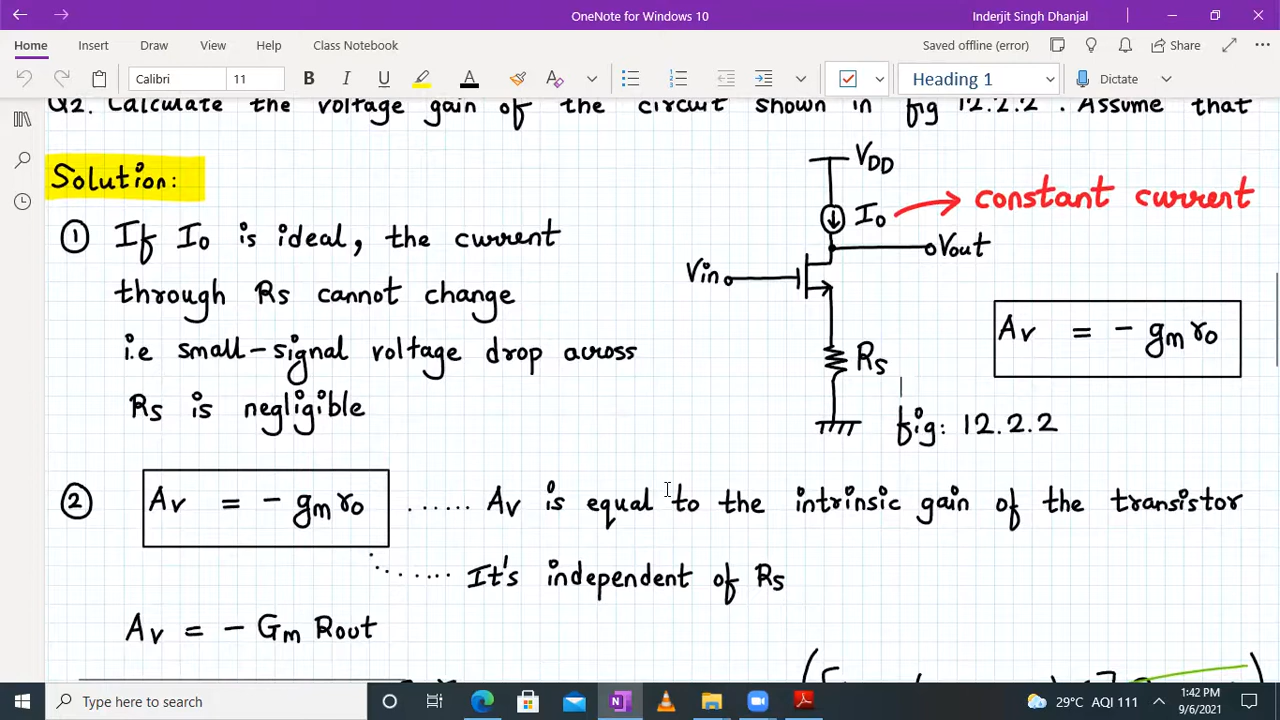 OneNote for Windows 10
Inderjit Singh Dhanjal
Home Insert Draw View Help Class Notebook
Saved offline (error)
Share
Calibri 11 B I U A
Heading 1
Dictate
Q2. Calculate the voltage gain of the circuit shown in fig 12.2.2. Assume that
Solution:
VDD
① If Io is ideal, the current
Io → constant current
Vout
through Rs cannot change
Vin
i.e small-signal voltage drop across
Av = - gm ro
Rs
Rs is negligible
fig: 12.2.2
② Av = - gm ro ...... Av is equal to the intrinsic gain of the transistor
...... It's independent of Rs
Av = - Gm Rout
Type here to search
29°C AQI 111
1:42 PM
9/6/2021